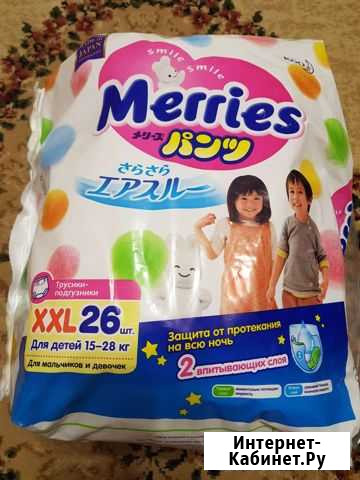 JAPAN
smile smile
Kao
Merries
メリーズ
パンツ
さらさら
エアスルー
Трусики-
подгузники
XXL 26 шт.
Для детей 15-28 кг
Для мальчиков и девочек
Защита от протекания
на всю ночь
2 впитывающих слоя
Интернет-
Кабинет.Ру